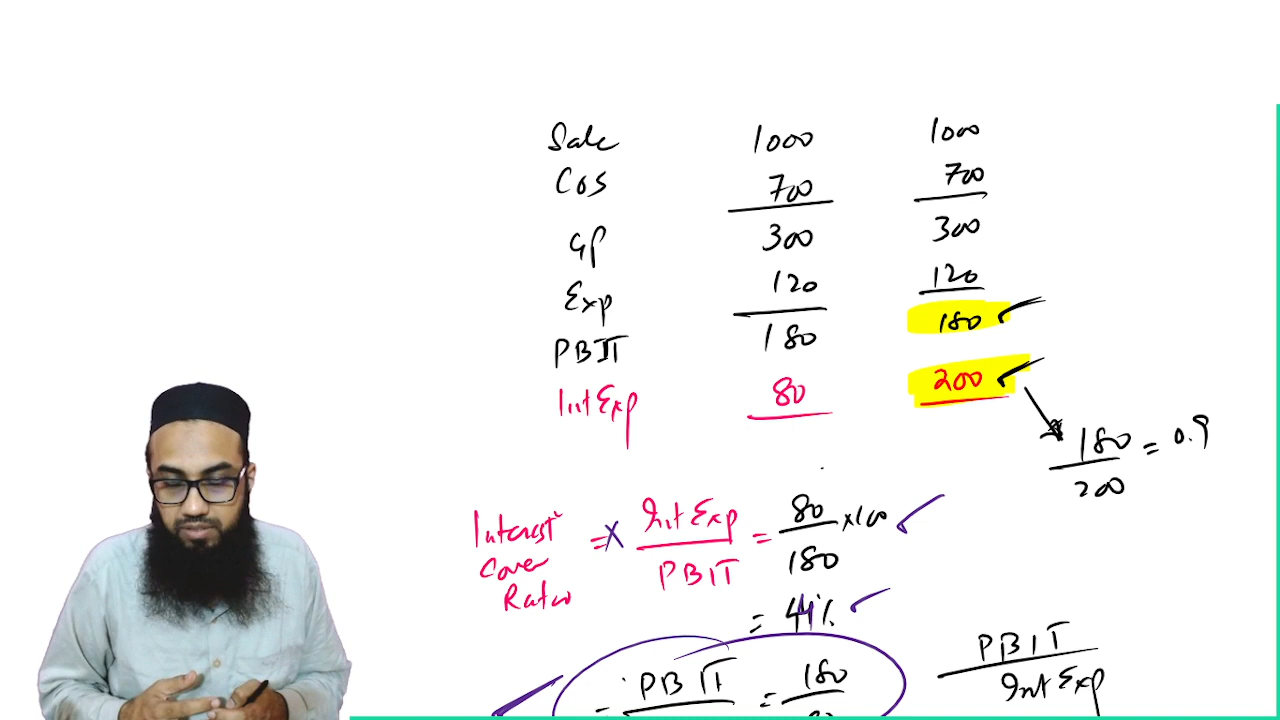 Sale 1000 1000
COS 700 700
GP 300 300
Exp 120 120
PBIT 180 180
Int Exp 80 200
180 / 200 = 0.9
Interest Cover Ratio = x Int Exp / PBIT = 80 / 180 x100
= 44%
= PBIT = 180
PBIT / Int Exp